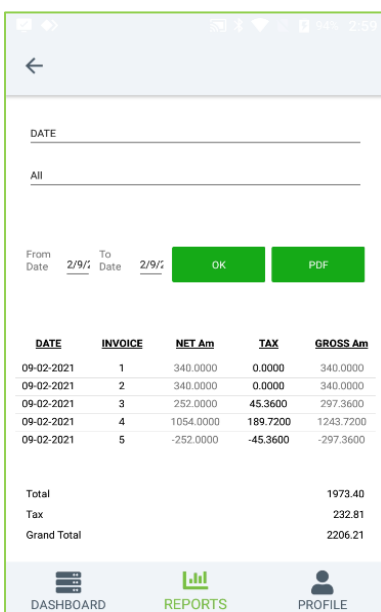 94% 2:59
DATE
All
From Date 2/9/2 To Date 2/9/2 OK PDF
DATE INVOICE NET Am TAX GROSS Am
09-02-2021 1 340.0000 0.0000 340.0000
09-02-2021 2 340.0000 0.0000 340.0000
09-02-2021 3 252.0000 45.3600 297.3600
09-02-2021 4 1054.0000 189.7200 1243.7200
09-02-2021 5 -252.0000 -45.3600 -297.3600
Total 1973.40
Tax 232.81
Grand Total 2206.21
DASHBOARD REPORTS PROFILE